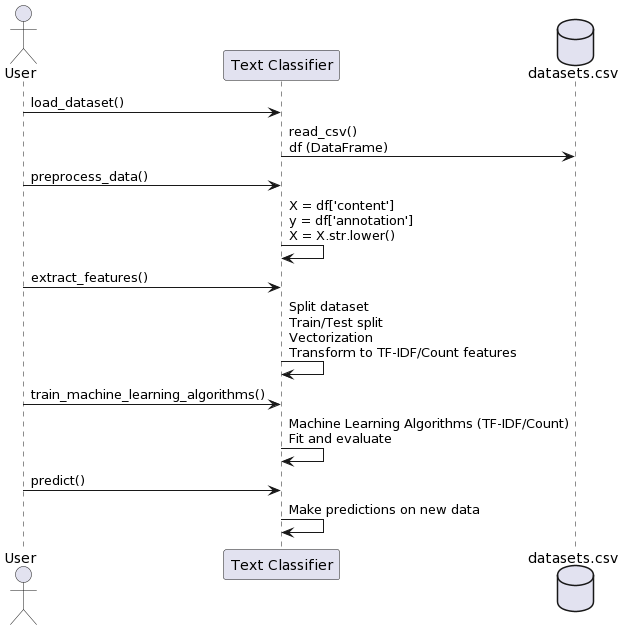 User
Text Classifier
datasets.csv
load_dataset()
read_csv()
df (DataFrame)
preprocess_data()
X = df['content']
y = df['annotation']
X = X.str.lower()
extract_features()
Split dataset
Train/Test split
Vectorization
Transform to TF-IDF/Count features
train_machine_learning_algorithms()
Machine Learning Algorithms (TF-IDF/Count)
Fit and evaluate
predict()
Make predictions on new data
User
Text Classifier
datasets.csv